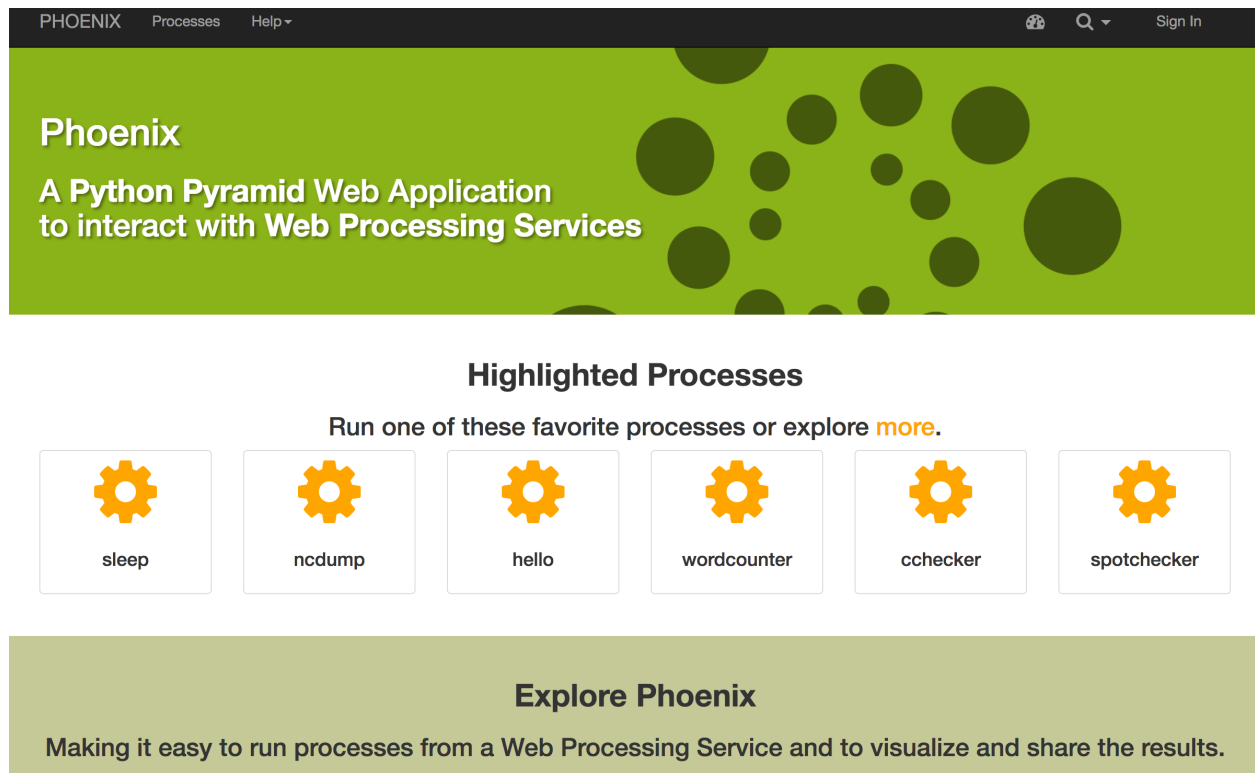 PHOENIX Processes Help Sign In
Phoenix
A Python Pyramid Web Application
to interact with Web Processing Services
Highlighted Processes
Run one of these favorite processes or explore more.
sleep ncdump hello wordcounter cchecker spotchecker
Explore Phoenix
Making it easy to run processes from a Web Processing Service and to visualize and share the results.